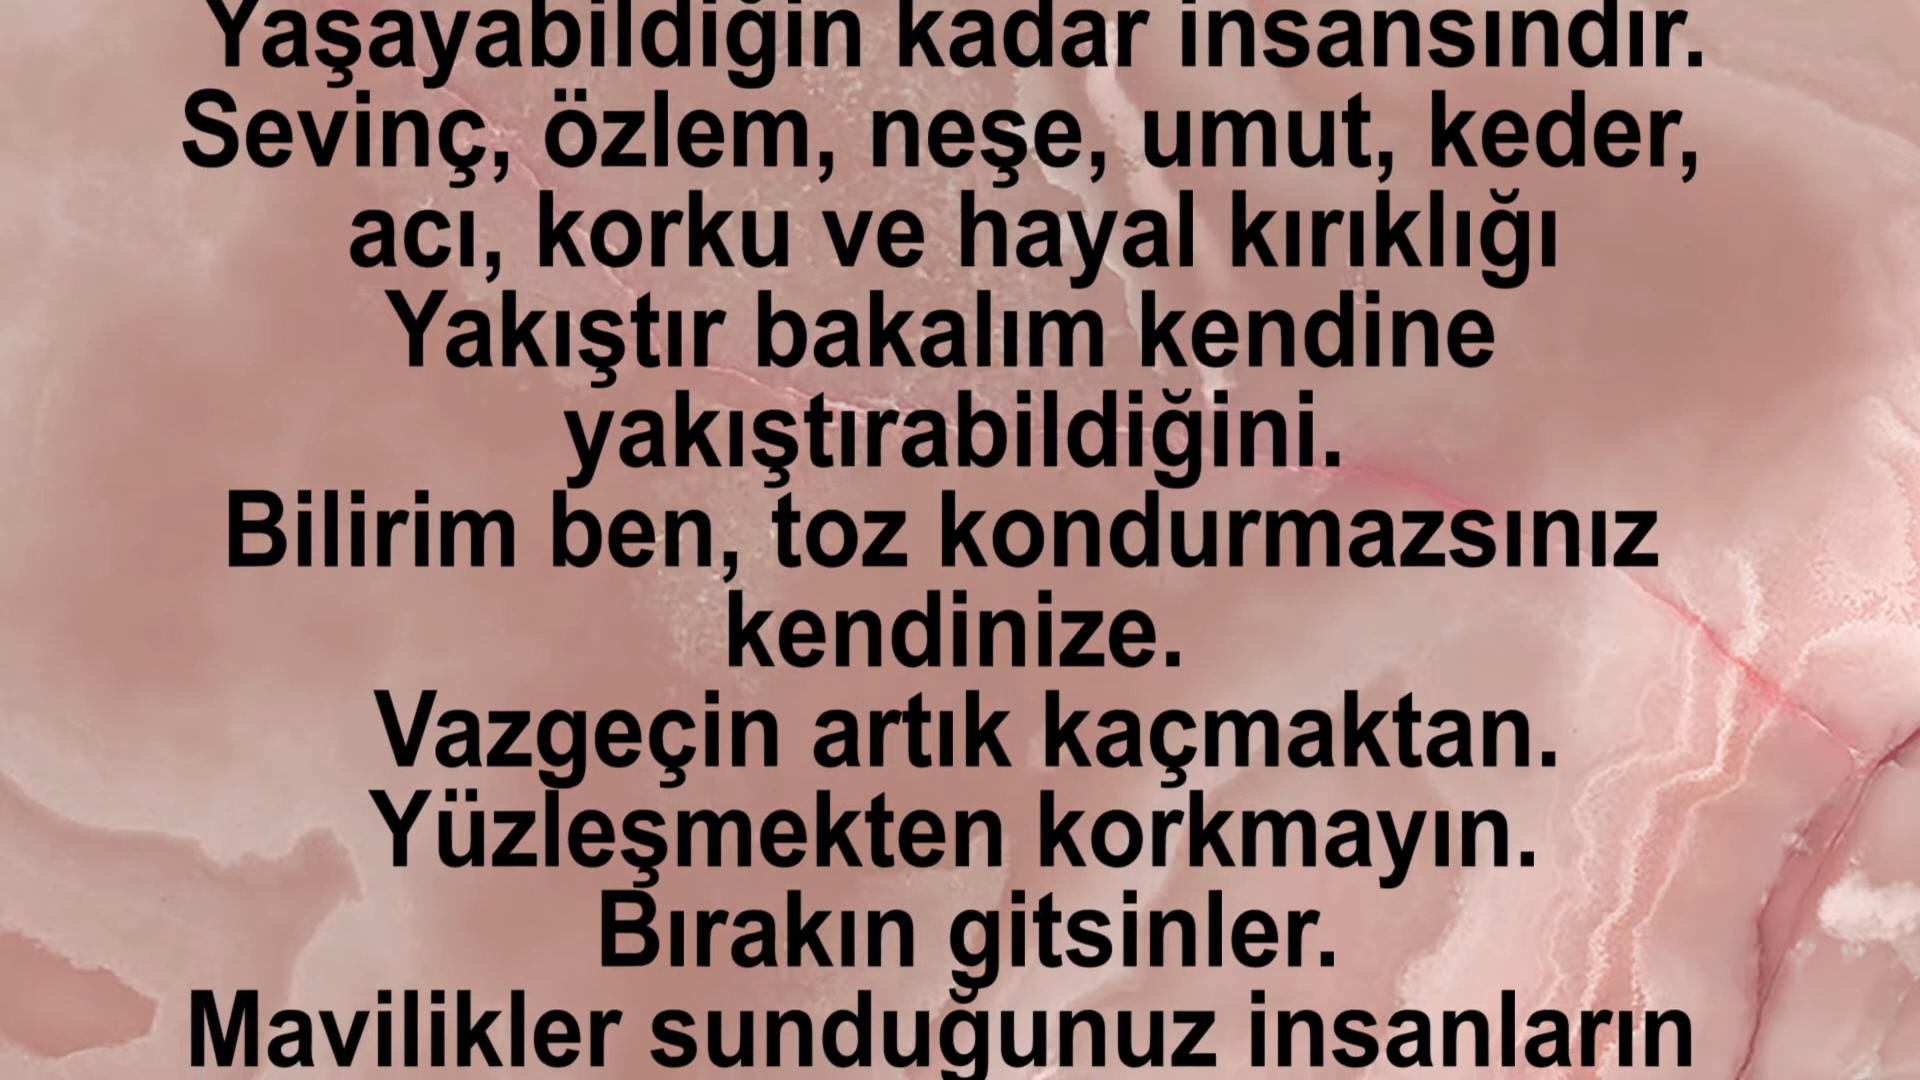 Yaşayabildiğin kadar insansındır.
Sevinç, özlem, neşe, umut, keder,
acı, korku ve hayal kırıklığı
Yakıştır bakalım kendine
yakıştırabildiğini.
Bilirim ben, toz kondurmazsınız
kendinize.
Vazgeçin artık kaçmaktan.
Yüzleşmekten korkmayın.
Bırakın gitsinler.
Mavilikler sunduğunuz insanların